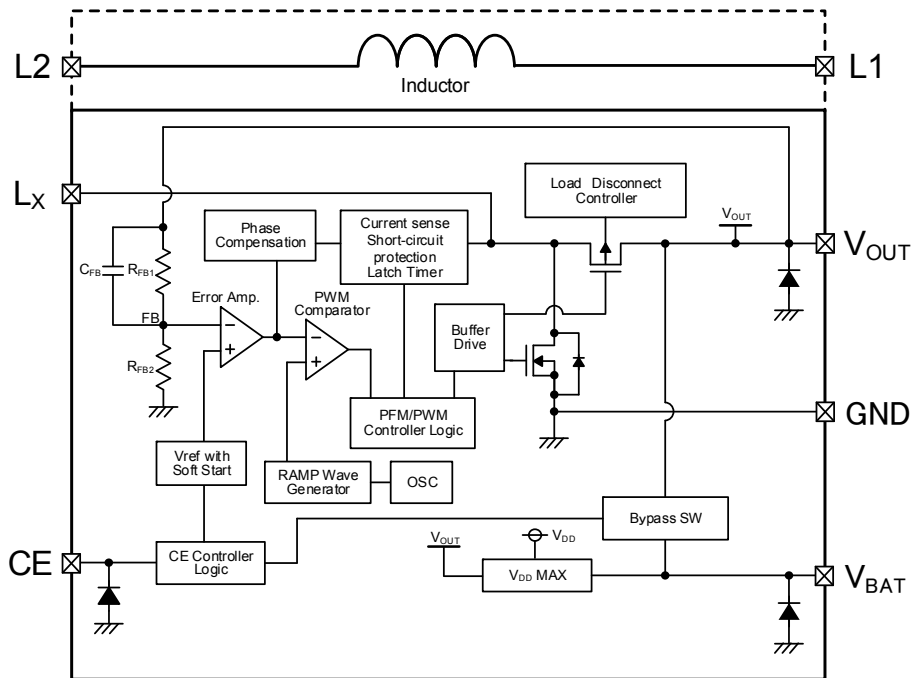 L2
L1
Inductor
LX
Load Disconnect
Controller
VOUT
Phase
Compensation
Current sense
Short-circuit
protection
Latch Timer
VOUT
CFB
RFB1
Error Amp.
PWM
Comparator
FB
Buffer
Drive
RFB2
PFM/PWM
Controller Logic
GND
Vref with
Soft Start
RAMP Wave
Generator
OSC
Bypass SW
CE
CE Controller
Logic
VOUT
VDD
VDD MAX
VBAT